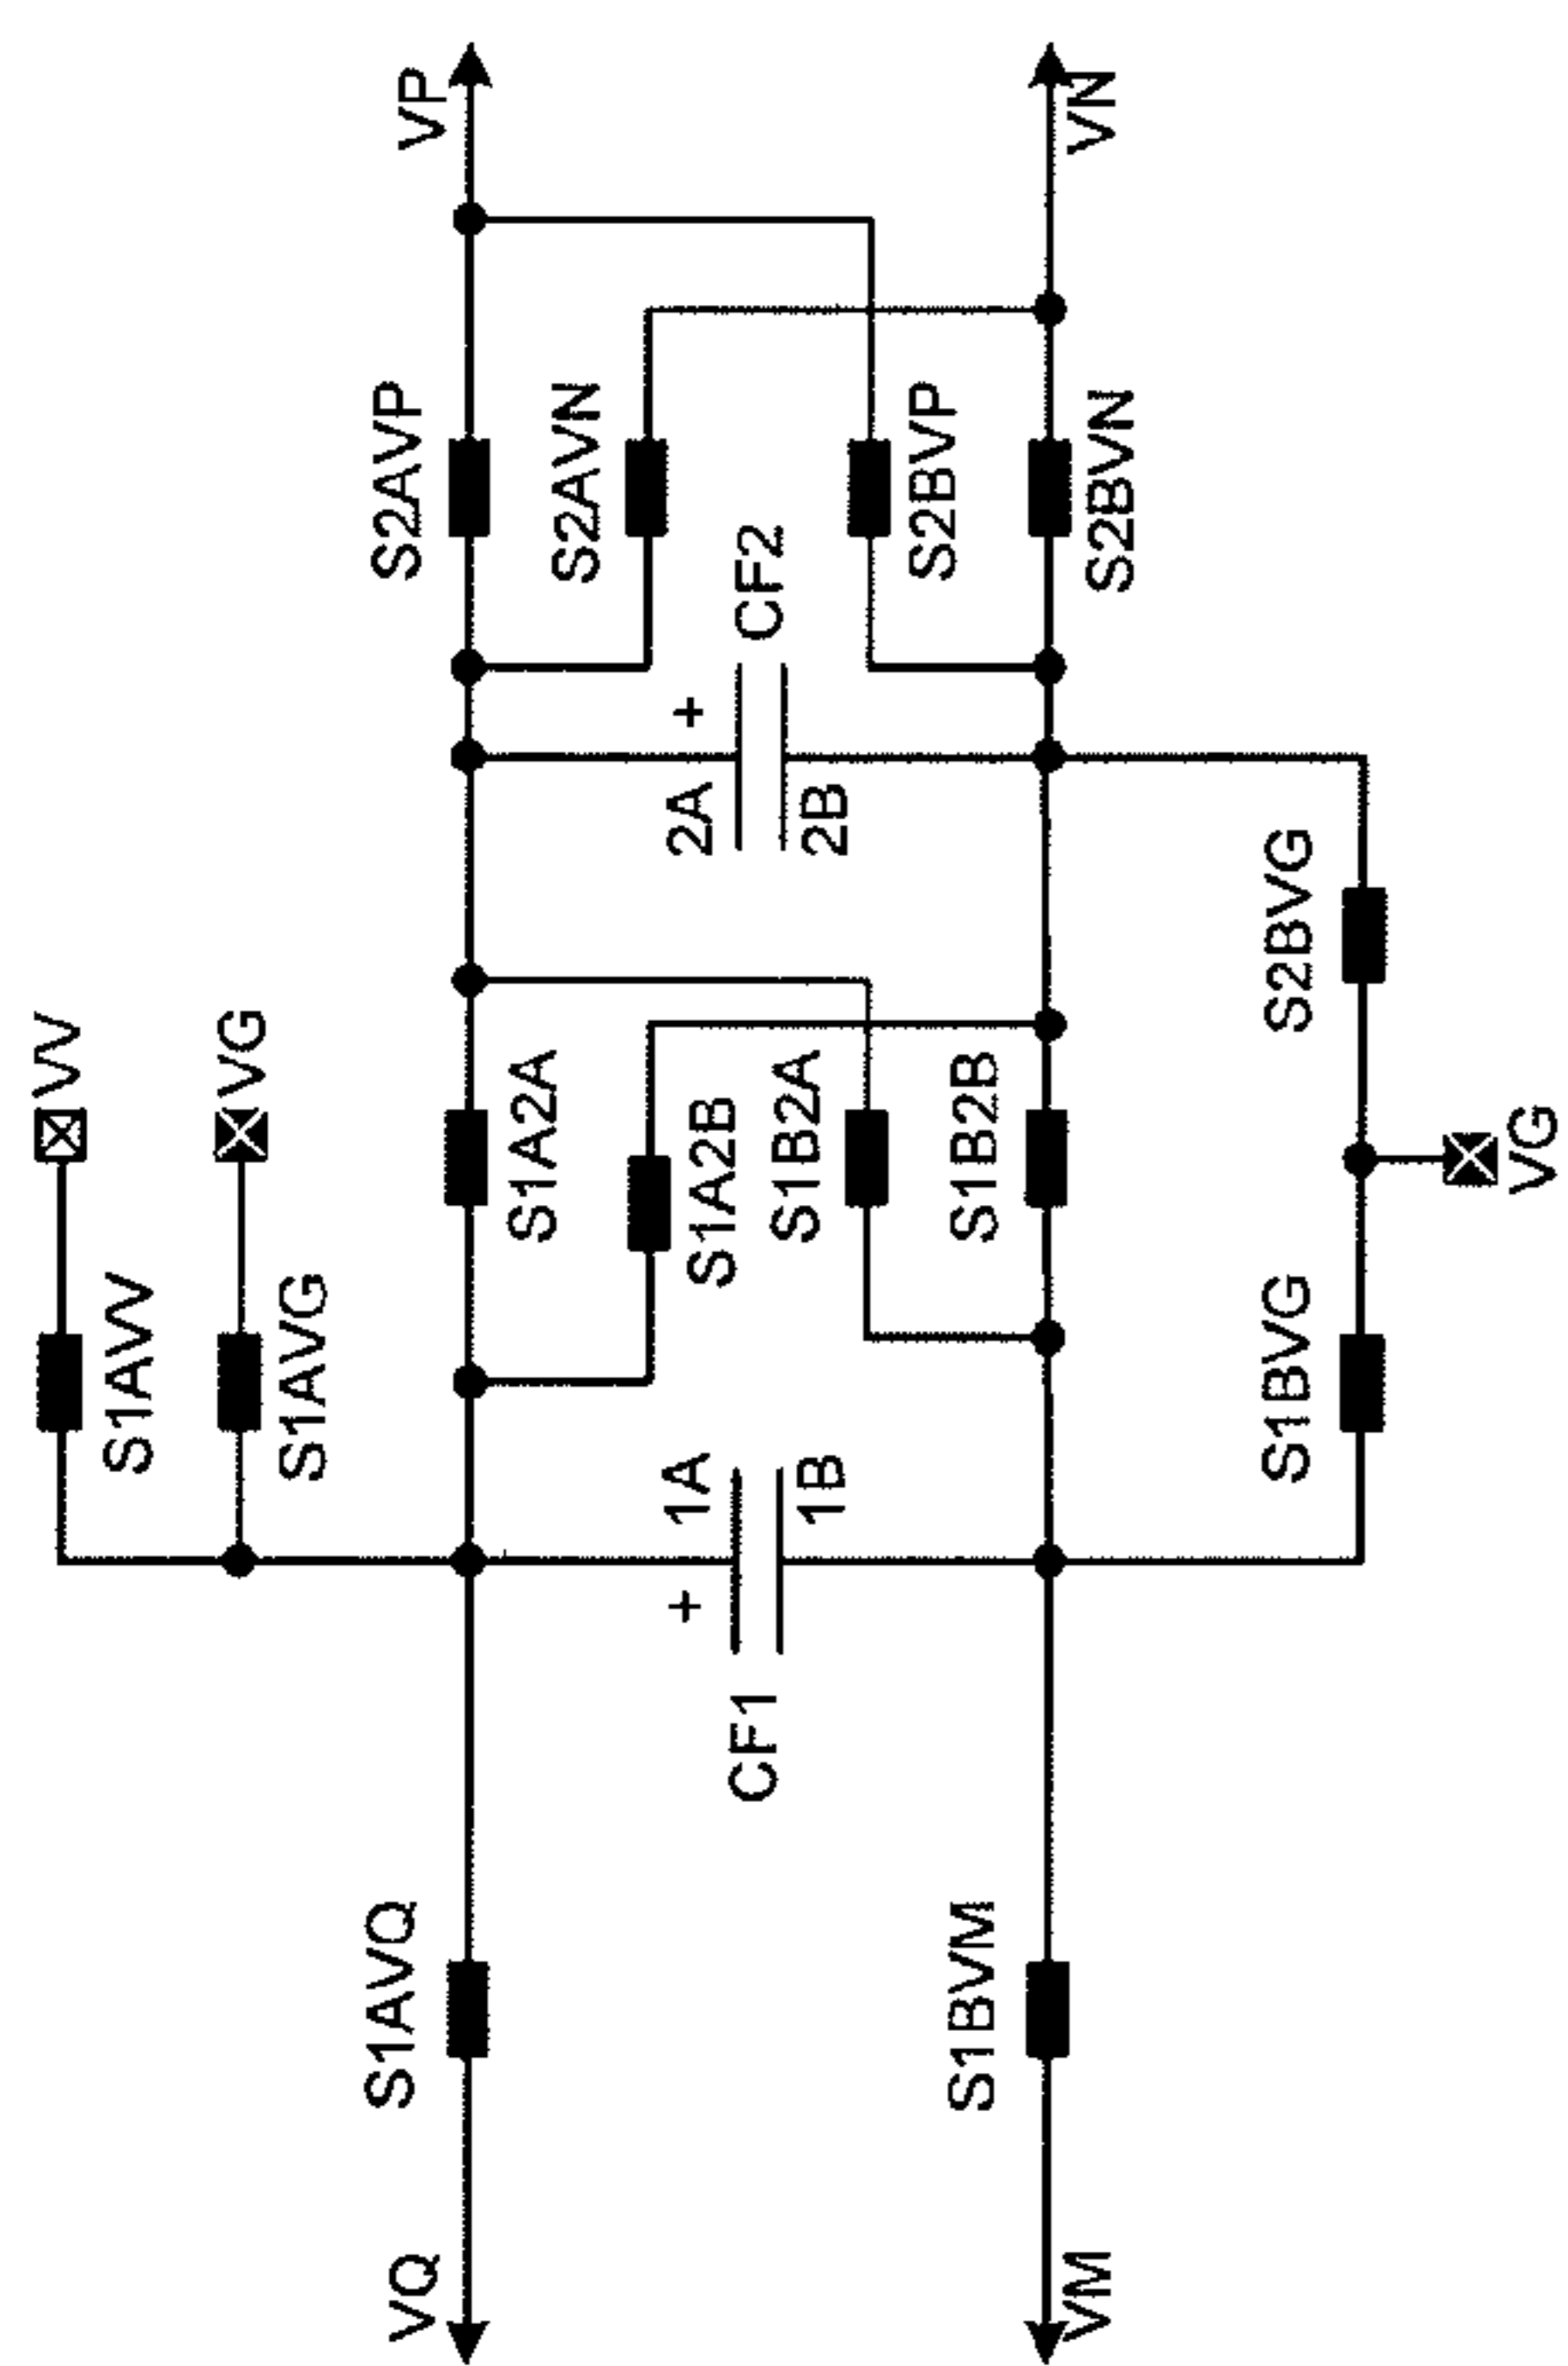 VV
S1AVV
VG
S1AVG
VQ
S1AVQ
S2AVP
VP
S1A2A
S2AVN
+
1A
2A
+
S1A2B
CF1
CF2
1B
S1B2A
2B
S2BVP
S1BVM
S1B2B
VM
S2BVN
VN
S1BVG
S2BVG
VG